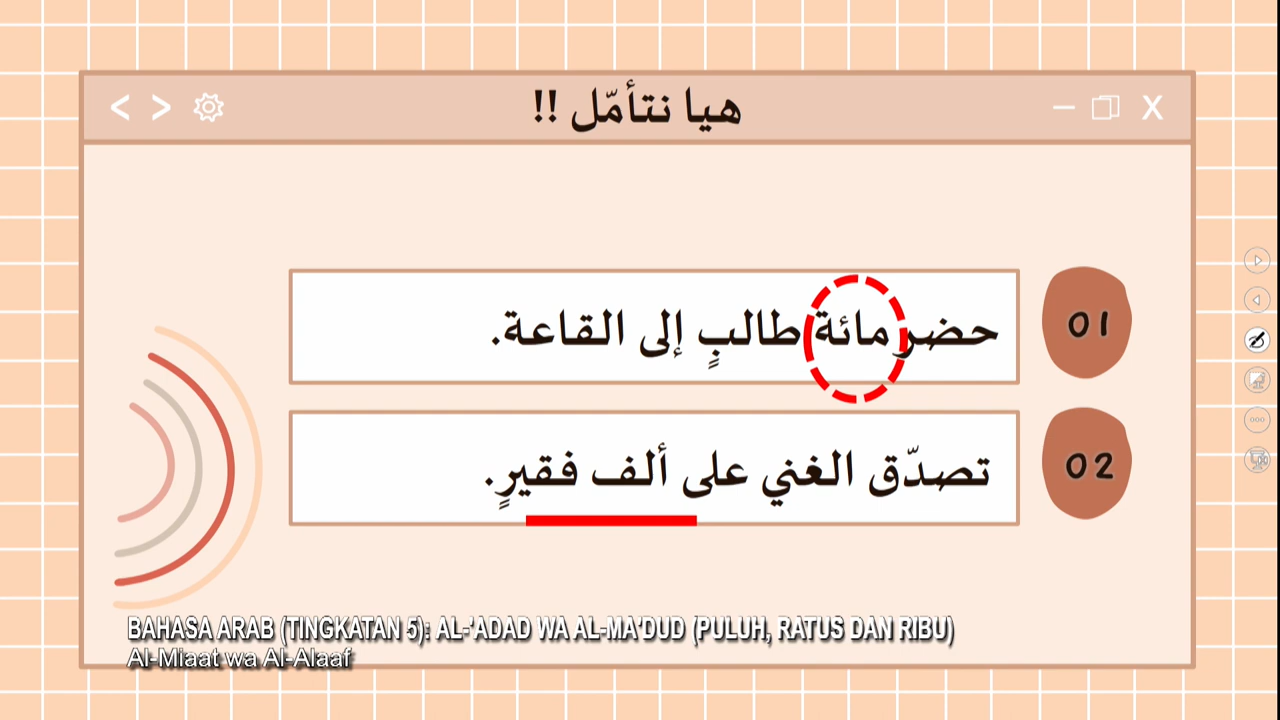 هيا نتأمّل !!
01
حضر مائة طالبٍ إلى القاعة.
02
تصدّق الغني على ألف فقيرٍ.
BAHASA ARAB (TINGKATAN 5): AL-'ADAD WA AL-MA'DUD (PULUH, RATUS DAN RIBU)
Al-Miaat wa Al-Alaaf